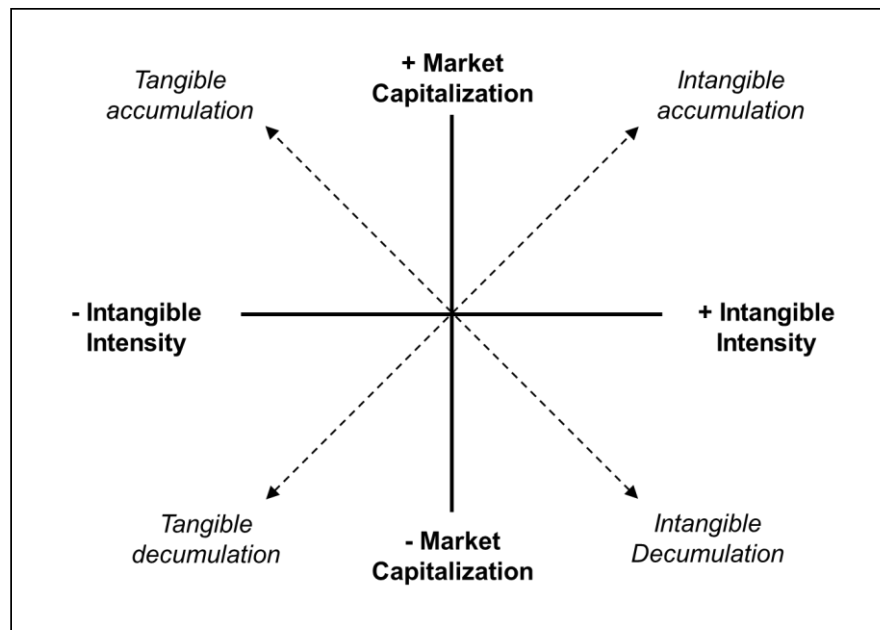 Tangible
accumulation
+ Market
Capitalization
Intangible
accumulation
- Intangible
Intensity
+ Intangible
Intensity
Tangible
decumulation
- Market
Capitalization
Intangible
Decumulation